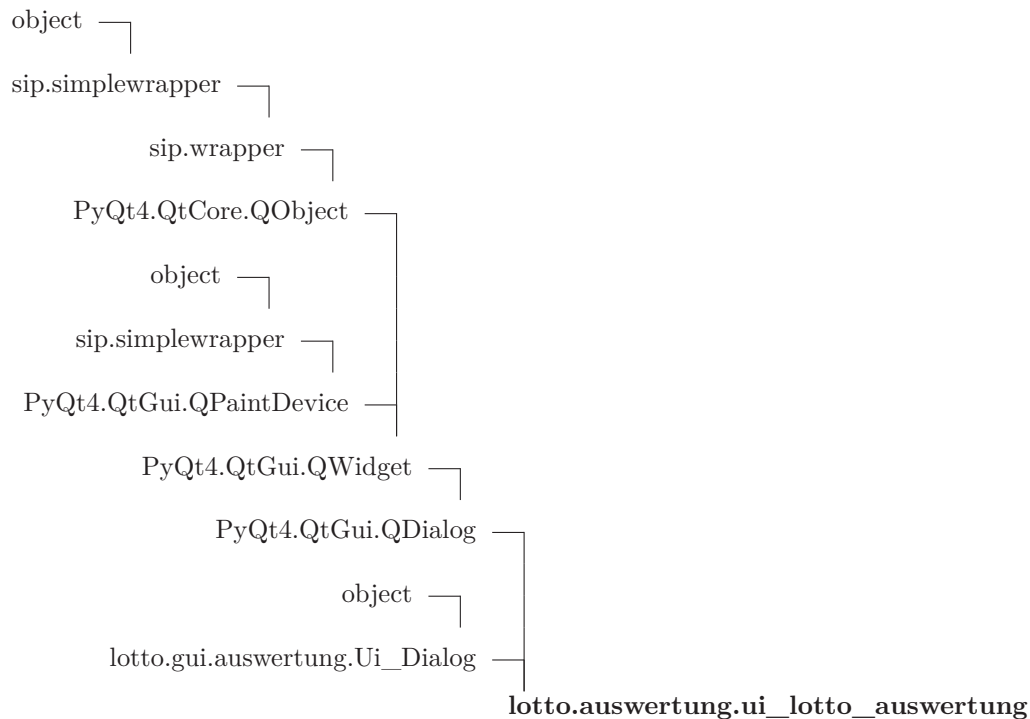 object
sip.simplewrapper
sip.wrapper
PyQt4.QtCore.QObject
object
sip.simplewrapper
PyQt4.QtGui.QPaintDevice
PyQt4.QtGui.QWidget
PyQt4.QtGui.QDialog
object
lotto.gui.auswertung.Ui_Dialog
lotto.auswertung.ui_lotto_auswertung